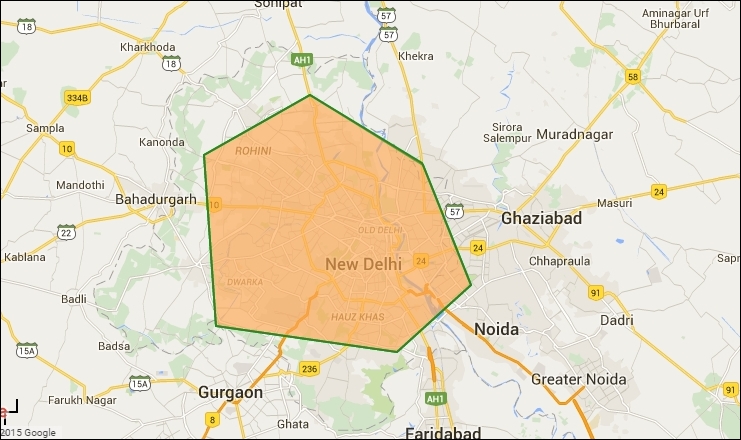 Sonipat
Aminagar Urf
Bhurbaral
18
57
Kharkhoda
57
Khekra
AH1
18
58
334B
Sirora
Salempur
Muradnagar
Sampla
10
Kanonda
ROHINI
Mandothi
24
Bahadurgarh
10
57
Masuri
Ghaziabad
22
OLD DELHI
24
Kablana
New Delhi
24
Chhapraula
DWARKA
91
Badli
HAUZ KHAS
Noida
Dadri
Badsa
15A
236
15A
Greater Noida
Gurgaon
91
Farukh Nagar
AH1
8
Ghata
Faridabad
2015 Google